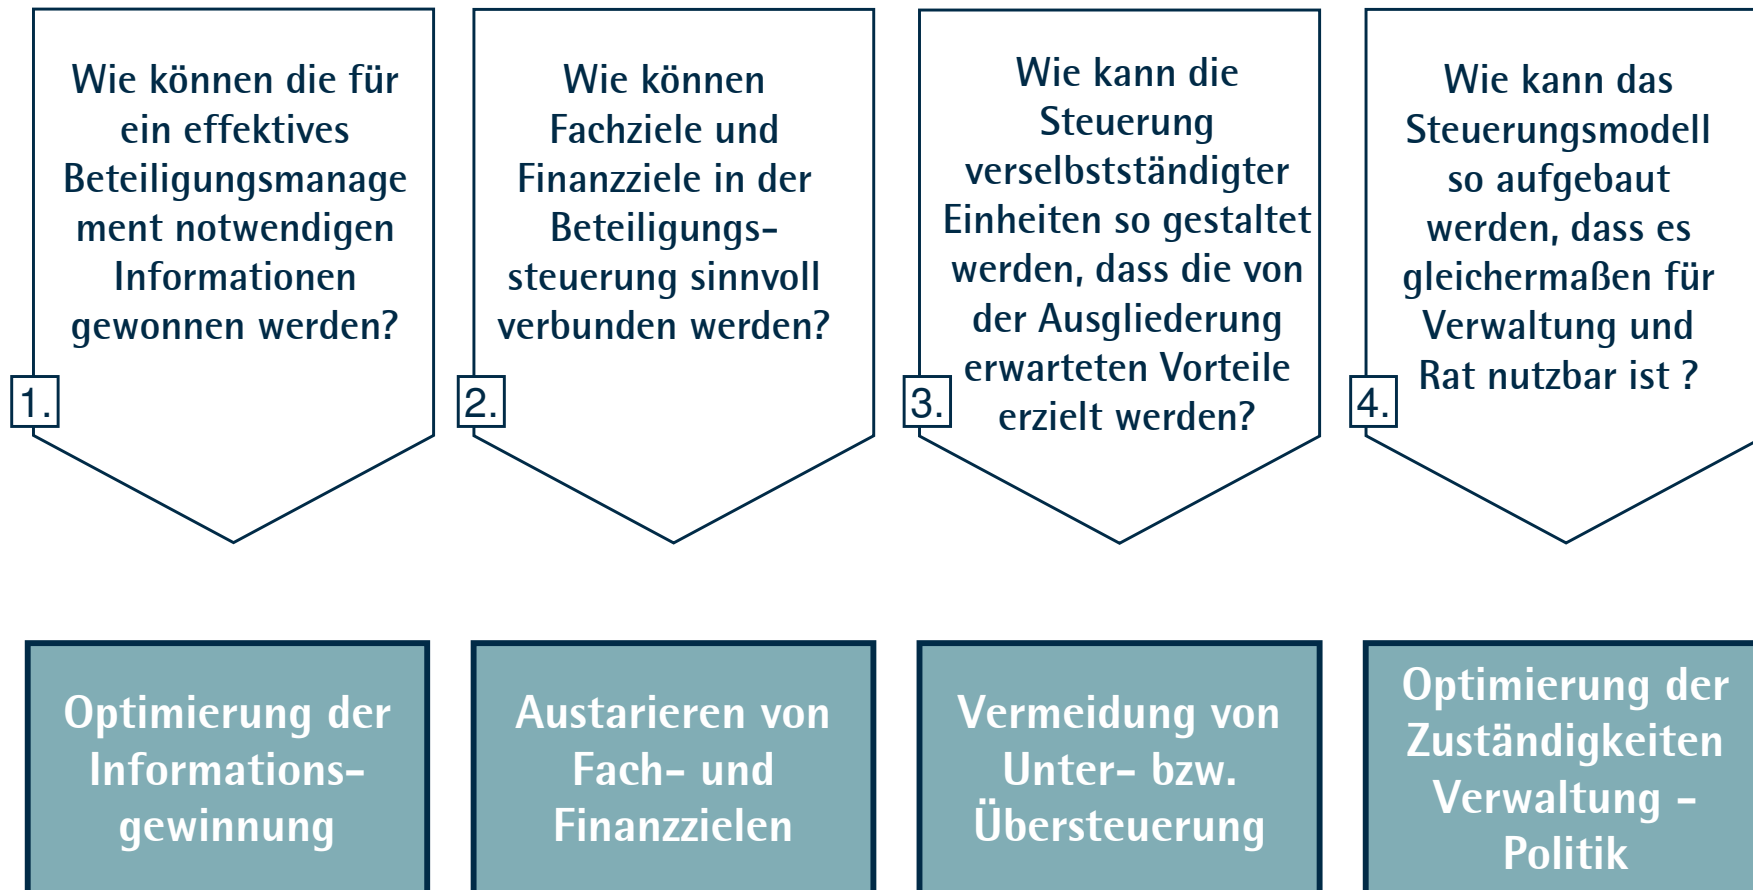 Wie können die für
ein effektives
Beteiligungsmanage
ment notwendigen
Informationen
gewonnen werden?
1.
Wie können
Fachziele und
Finanzziele in der
Beteiligungs-
steuerung sinnvoll
verbunden werden?
2.
Wie kann die
Steuerung
verselbstständigter
Einheiten so gestaltet
werden, dass die von
der Ausgliederung
erwarteten Vorteile
erzielt werden?
3.
Wie kann das
Steuerungsmodell
so aufgebaut
werden, dass es
gleichermaßen für
Verwaltung und
Rat nutzbar ist ?
4.
Optimierung der
Informations-
gewinnung
Austarieren von
Fach- und
Finanzzielen
Vermeidung von
Unter- bzw.
Übersteuerung
Optimierung der
Zuständigkeiten
Verwaltung -
Politik